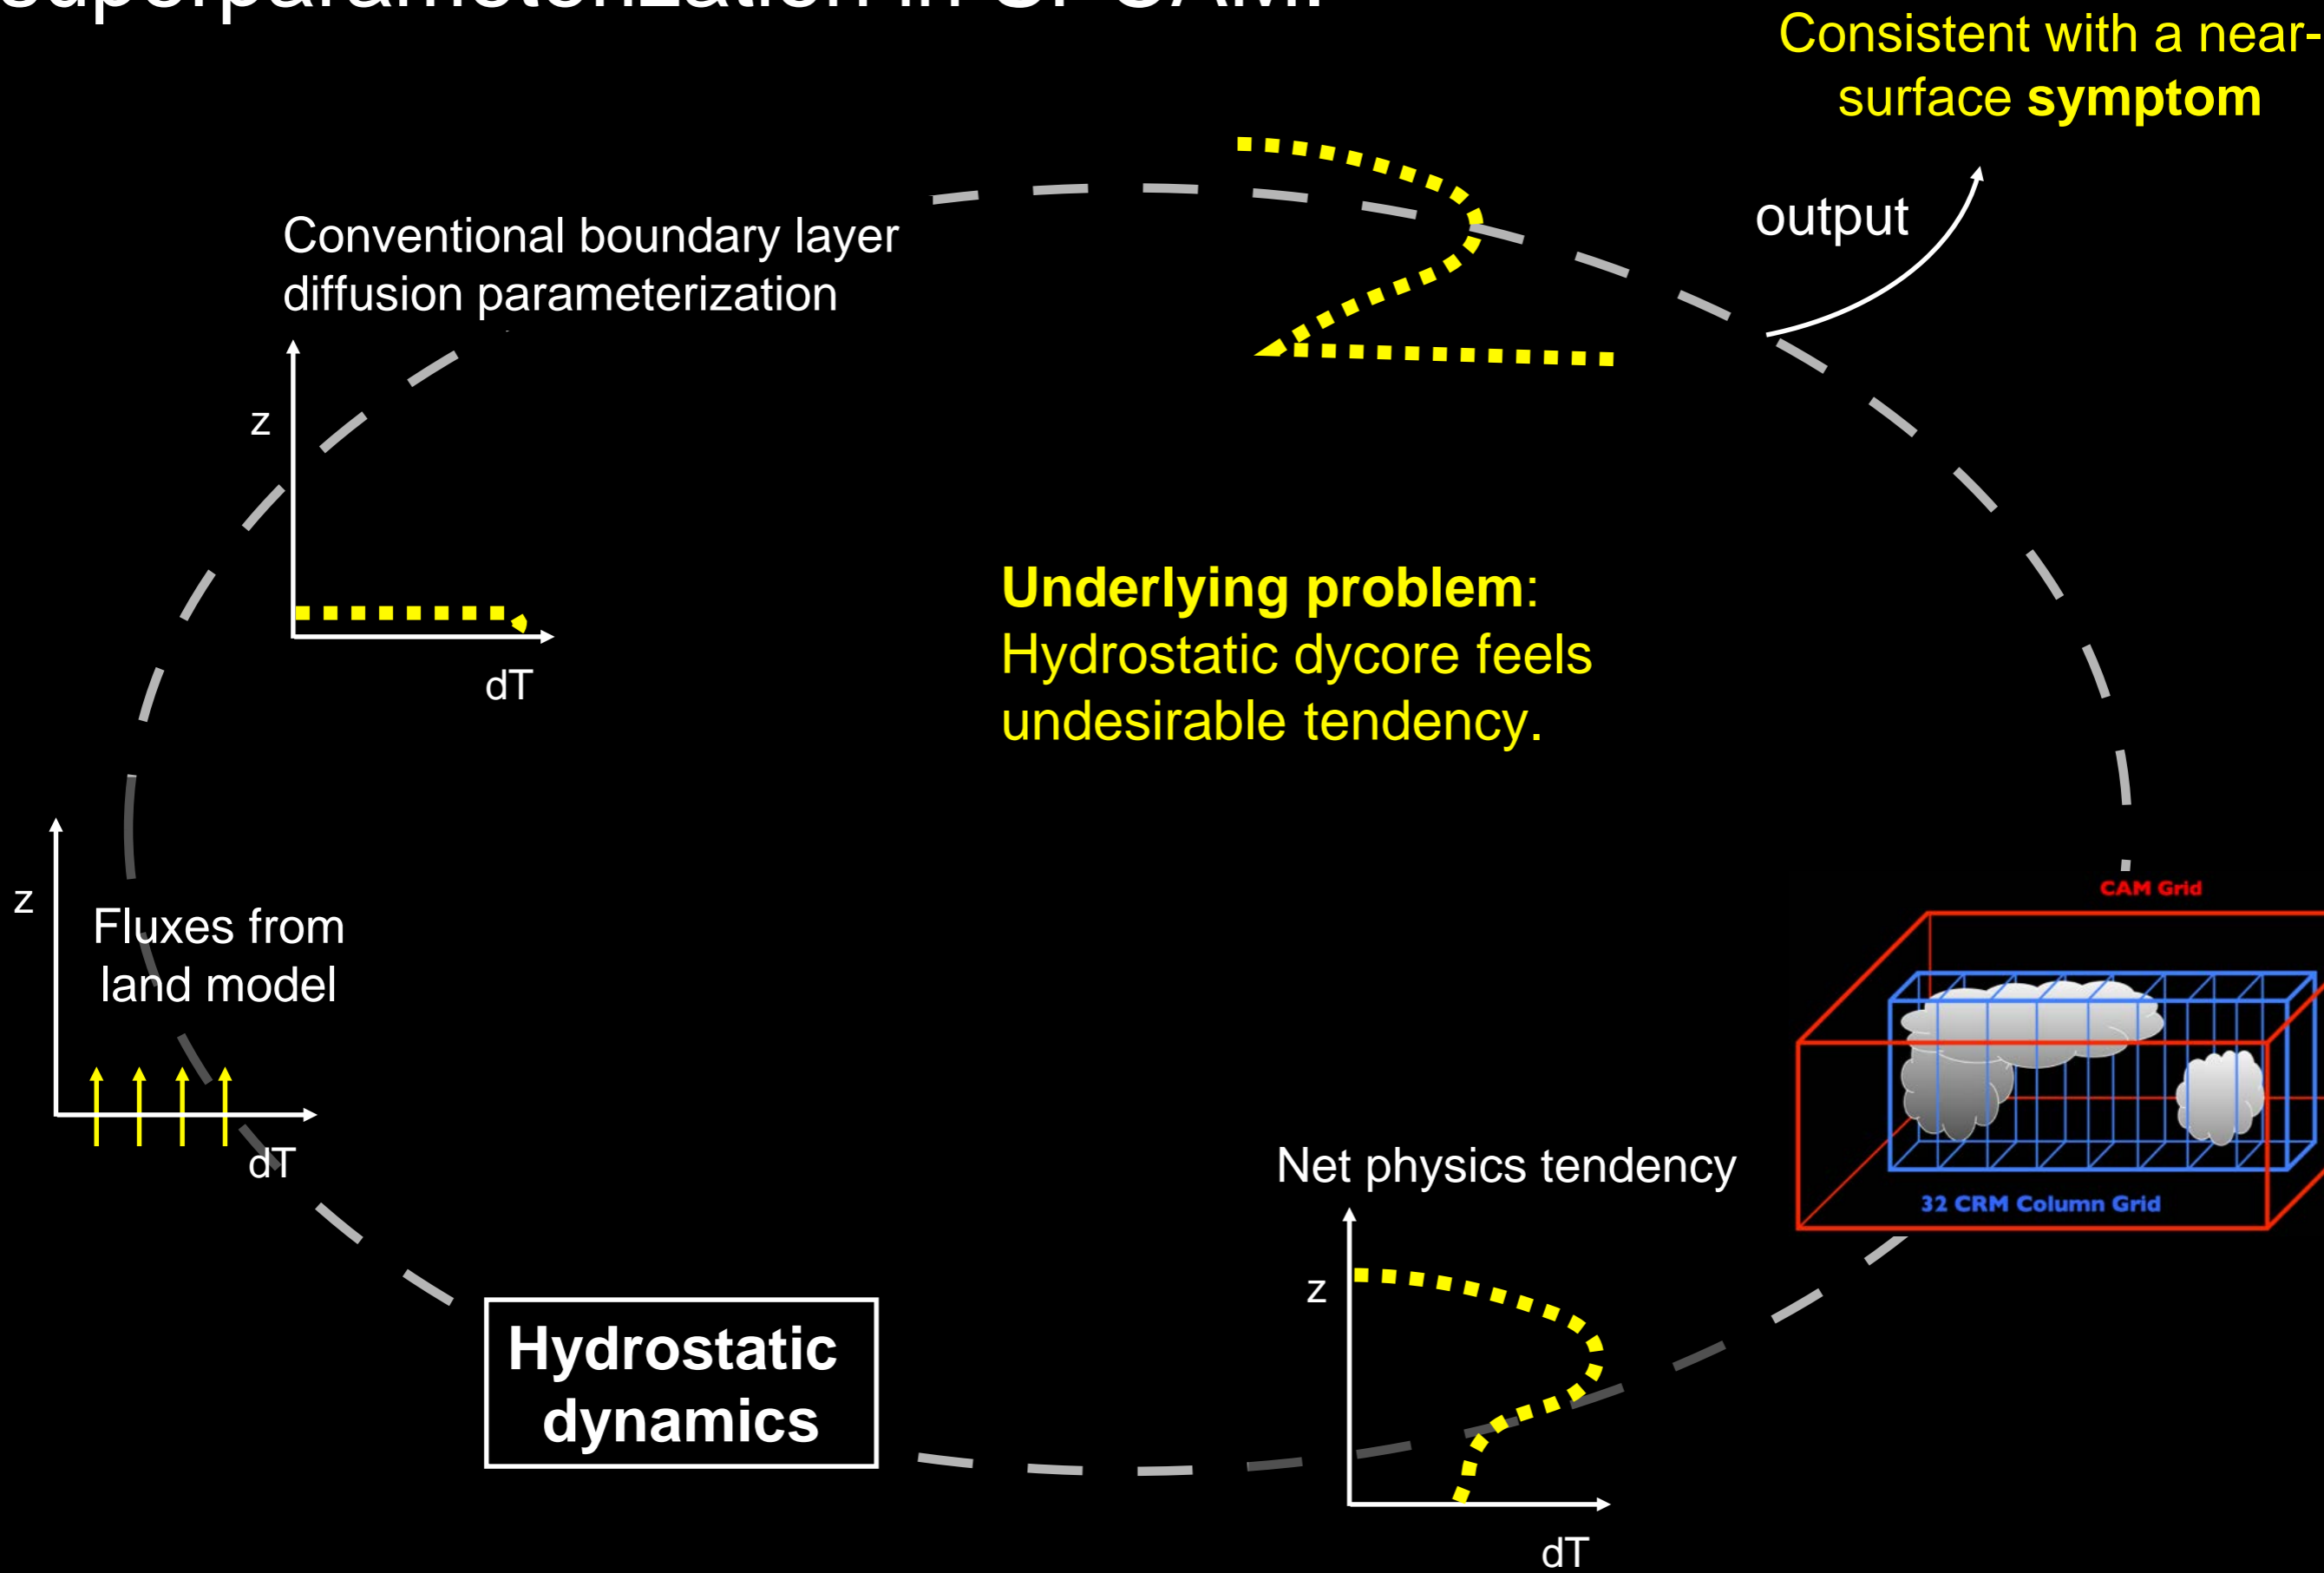 Consistent with a near-
surface symptom
output
Conventional boundary layer
diffusion parameterization
z
dT
Underlying problem:
Hydrostatic dycore feels
undesirable tendency.
z
Fluxes from
land model
dT
CAM Grid
32 CRM Column Grid
Net physics tendency
z
dT
Hydrostatic
dynamics